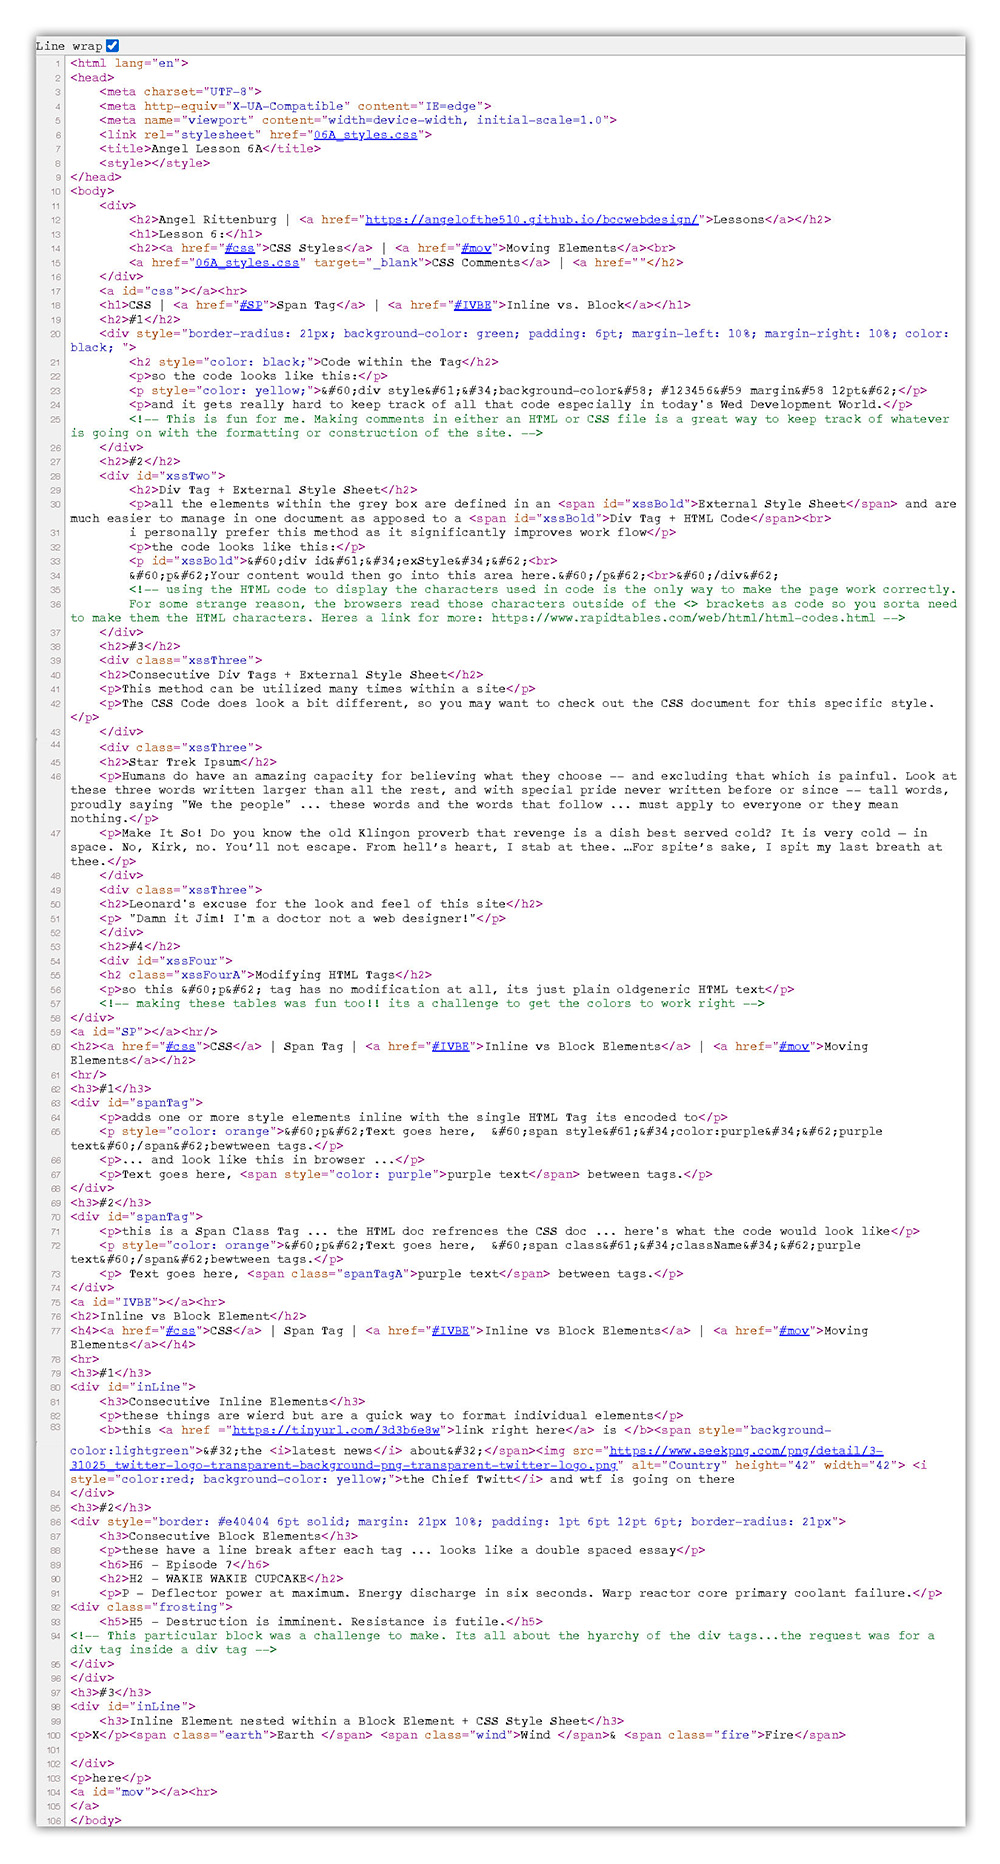 Line wrap
1 <html lang="en">
2 <head>
3 <meta charset="UTF-8">
4 <meta http-equiv="X-UA-Compatible" content="IE=edge">
5 <meta name="viewport" content="width=device-width, initial-scale=1.0">
6 <link rel="stylesheet" href="06A_styles.css">
7 <title>Angel Lesson 6A</title>
8 <style></style>
9 </head>
10 <body>
11 <div>
12 <h2>Angel Rittenburg | <a href="https://angelofthe510.github.io/bccwebdesign/">Lessons</a></h2>
13 <h1>Lesson 6:</h1>
14 <h2><a href="#css">CSS Styles</a> | <a href="#mov">Moving Elements</a><br>
15 <a href="06A_styles.css" target="_blank">CSS Comments</a> | <a href=""</h2>
16 </div>
17 <a id="css"></a><hr>
18 <h1>CSS | <a href="#SP">Span Tag</a> | <a href="#IVBE">Inline vs. Block</a></h1>
19 <h2>#1</h2>
20 <div style="border-radius: 21px; background-color: green; padding: 6pt; margin-left: 10%; margin-right: 10%; color:
black; ">
21 <h2 style="color: black;">Code within the Tag</h2>
22 <p>so the code looks like this:</p>
23 <p style="color: yellow;">&#60;div style&#61;&#34;background-color&#58; #123456&#59 margin&#58 12pt&#62;</p>
24 <p>and it gets really hard to keep track of all that code especially in today's Wed Development World.</p>
25 <!-- This is fun for me. Making comments in either an HTML or CSS file is a great way to keep track of whatever
is going on with the formatting or construction of the site. -->
26 </div>
27 <h2>#2</h2>
28 <div id="xssTwo">
29 <h2>Div Tag + External Style Sheet</h2>
30 <p>all the elements within the grey box are defined in an <span id="xssBold">External Style Sheet</span> and are
much easier to manage in one document as apposed to a <span id="xssBold">Div Tag + HTML Code</span><br>
31 i personally prefer this method as it significantly improves work flow</p>
32 <p>the code looks like this:</p>
33 <p id="xssBold">&#60;div id&#61;&#34;exStyle&#34;&#62;<br>
34 &#60;p&#62;Your content would then go into this area here.&#60;/p&#62;<br>&#60;/div&#62;
35 <!-- using the HTML code to display the characters used in code is the only way to make the page work correctly.
36 For some strange reason, the browsers read those characters outside of the <> brackets as code so you sorta need
to make them the HTML characters. Heres a link for more: https://www.rapidtables.com/web/html/html-codes.html -->
37 </div>
38 <h2>#3</h2>
39 <div class="xssThree">
40 <h2>Consecutive Div Tags + External Style Sheet</h2>
41 <p>This method can be utilized many times within a site</p>
42 <p>The CSS Code does look a bit different, so you may want to check out the CSS document for this specific style.
</p>
43 </div>
44 <div class="xssThree">
45 <h2>Star Trek Ipsum</h2>
46 <p>Humans do have an amazing capacity for believing what they choose -- and excluding that which is painful. Look at
these three words written larger than all the rest, and with special pride never written before or since -- tall words,
proudly saying "We the people" ... these words and the words that follow ... must apply to everyone or they mean
nothing.</p>
47 <p>Make It So! Do you know the old Klingon proverb that revenge is a dish best served cold? It is very cold – in
space. No, Kirk, no. You’ll not escape. From hell’s heart, I stab at thee. …For spite’s sake, I spit my last breath at
thee.</p>
48 </div>
49 <div class="xssThree">
50 <h2>Leonard's excuse for the look and feel of this site</h2>
51 <p> "Damn it Jim! I'm a doctor not a web designer!"</p>
52 </div>
53 <h2>#4</h2>
54 <div id="xssFour">
55 <h2 class="xssFourA">Modifying HTML Tags</h2>
56 <p>so this &#60;p&#62; tag has no modification at all, its just plain oldgeneric HTML text</p>
57 <!-- making these tables was fun too!! its a challenge to get the colors to work right -->
58 </div>
59 <a id="SP"></a><hr/>
60 <h2><a href="#css">CSS</a> | Span Tag | <a href="#IVBE">Inline vs Block Elements</a> | <a href="#mov">Moving
Elements</a></h2>
61 <hr/>
62 <h3>#1</h3>
63 <div id="spanTag">
64 <p>adds one or more style elements inline with the single HTML Tag its encoded to</p>
65 <p style="color: orange">&#60;p&#62;Text goes here,  &#60;span style&#61;&#34;color:purple&#34;&#62;purple
text&#60;/span&#62;bewtween tags.</p>
66 <p>... and look like this in browser ...</p>
67 <p>Text goes here, <span style="color: purple">purple text</span> between tags.</p>
68 </div>
69 <h3>#2</h3>
70 <div id="spanTag">
71 <p>this is a Span Class Tag ... the HTML doc refrences the CSS doc ... here's what the code would look like</p>
72 <p style="color: orange">&#60;p&#62;Text goes here,  &#60;span class&#61;&#34;className&#34;&#62;purple
text&#60;/span&#62;bewtween tags.</p>
73 <p> Text goes here, <span class="spanTagA">purple text</span> between tags.</p>
74 </div>
75 <a id="IVBE"></a><hr>
76 <h2>Inline vs Block Element</h2>
77 <h4><a href="#css">CSS</a> | Span Tag | <a href="#IVBE">Inline vs Block Elements</a> | <a href="#mov">Moving
Elements</a></h4>
78 <hr>
79 <h3>#1</h3>
80 <div id="inLine">
81 <h3>Consecutive Inline Elements</h3>
82 <p>these things are wierd but are a quick way to format individual elements</p>
83 <b>this <a href ="https://tinyurl.com/3d3b6e8w">link right here</a> is </b><span style="background-
color:lightgreen">&#32;the <i>latest news</i> about&#32;</span><img src="https://www.seekpng.com/png/detail/3-
31025_twitter-logo-transparent-background-png-transparent-twitter-logo.png" alt="Country" height="42" width="42"> <i
style="color:red; background-color: yellow;">the Chief Twitt</i> and wtf is going on there
84 </div>
85 <h3>#2</h3>
86 <div style="border: #e40404 6pt solid; margin: 21px 10%; padding: 1pt 6pt 12pt 6pt; border-radius: 21px">
87 <h3>Consecutive Block Elements</h3>
88 <p>these have a line break after each tag ... looks like a double spaced essay</p>
89 <h6>H6 - Episode 7</h6>
90 <h2>H2 - WAKIE WAKIE CUPCAKE</h2>
91 <p>P - Deflector power at maximum. Energy discharge in six seconds. Warp reactor core primary coolant failure.</p>
92 <div class="frosting">
93 <h5>H5 - Destruction is imminent. Resistance is futile.</h5>
94 <!-- This particular block was a challenge to make. Its all about the hyarchy of the div tags...the request was for a
div tag inside a div tag -->
95 </div>
96 </div>
97 <h3>#3</h3>
98 <div id="inLine">
99 <h3>Inline Element nested within a Block Element + CSS Style Sheet</h3>
100 <p>X</p><span class="earth">Earth </span> <span class="wind">Wind </span>& <span class="fire">Fire</span>
101
102 </div>
103 <p>here</p>
104 <a id="mov"></a><hr>
105 </a>
106 </body>